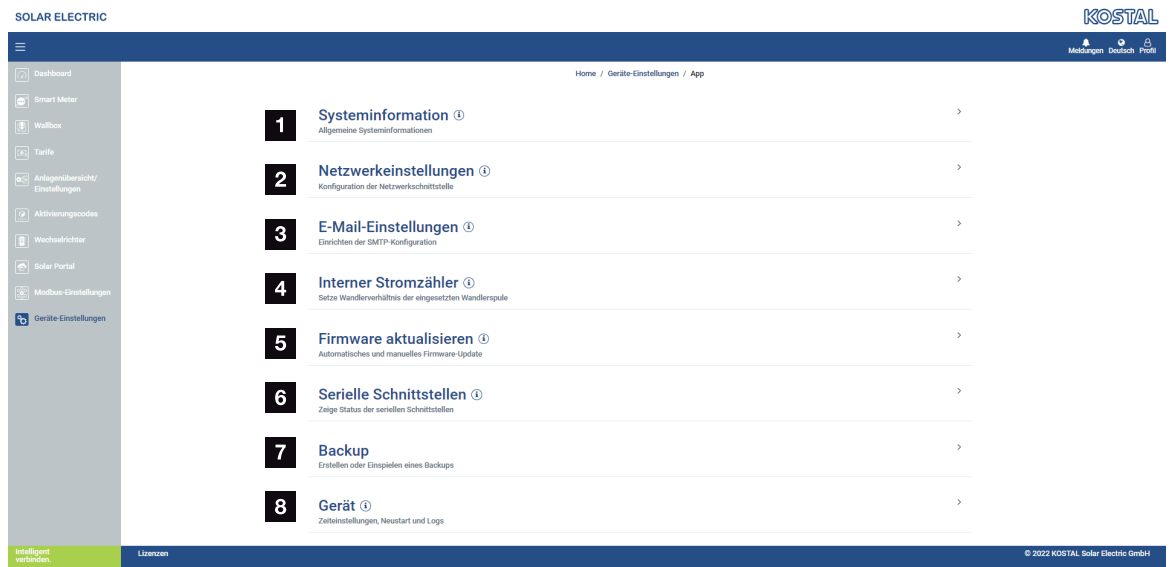 SOLAR ELECTRIC
KOSTAL
Meldungen Deutsch Profil
Dashboard
Smart Meter
Wallbox
Tarife
Anlagenübersicht/
Einstellungen
Aktivierungscodes
Wechselrichter
Solar Portal
Modbus-Einstellungen
Geräte-Einstellungen
Home / Geräte-Einstellungen / App
1 Systeminformation
Allgemeine Systeminformationen
2 Netzwerkeinstellungen
Konfiguration der Netzwerkschnittstelle
3 E-Mail-Einstellungen
Einrichten der SMTP-Konfiguration
4 Interner Stromzähler
Setze Wandlerverhältnis der eingesetzten Wandlerspule
5 Firmware aktualisieren
Automatisches und manuelles Firmware-Update
6 Serielle Schnittstellen
Zeige Status der seriellen Schnittstellen
7 Backup
Erstellen oder Einspielen eines Backups
8 Gerät
Zeiteinstellungen, Neustart und Logs
Intelligent
verbinden.
Lizenzen
© 2022 KOSTAL Solar Electric GmbH